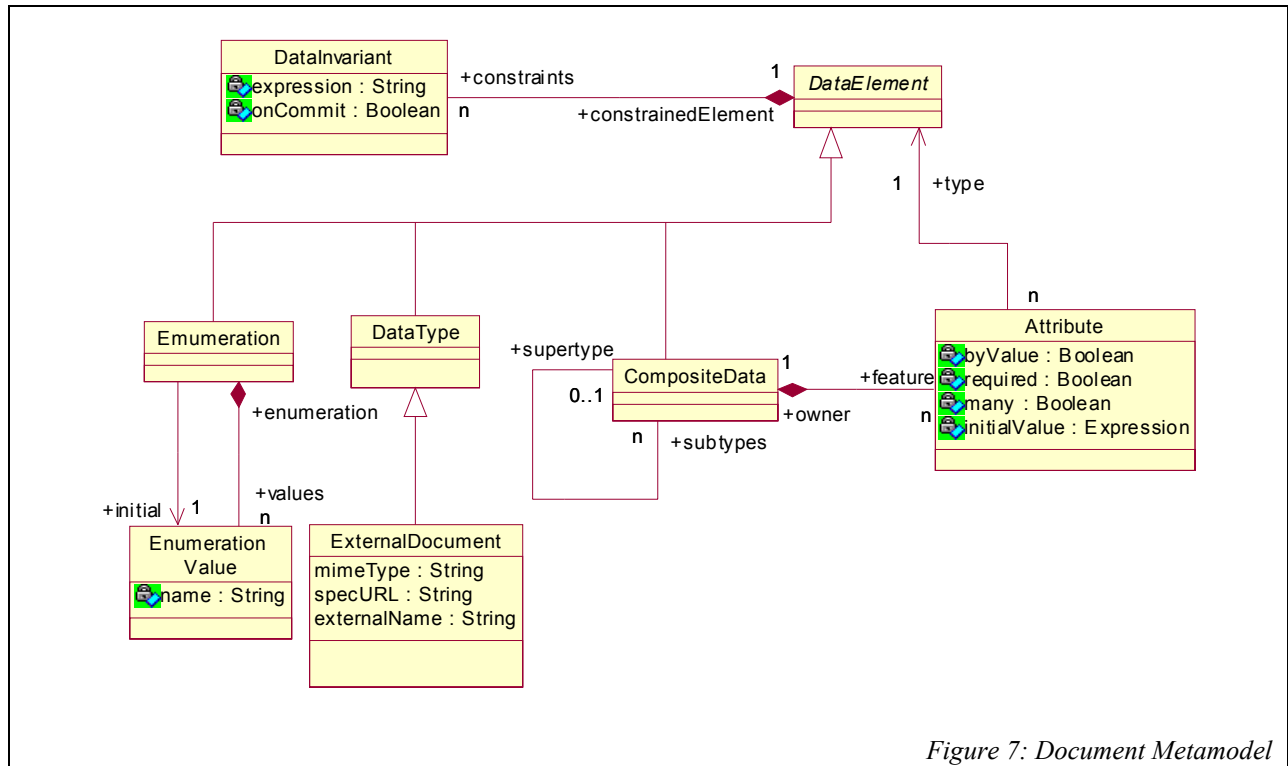 DataInvariant
expression : String
onCommit : Boolean
+constraints
n
1
+constrainedElement
DataElement
1
+type
n
Emumeration
DataType
+supertype
0..1
CompositeData
1
+feature
+owner
n
n
+subtypes
Attribute
byValue : Boolean
required : Boolean
many : Boolean
initialValue : Expression
+enumeration
+initial
1
+values
n
Enumeration
Value
name : String
ExternalDocument
mimeType : String
specURL : String
externalName : String
Figure 7: Document Metamodel